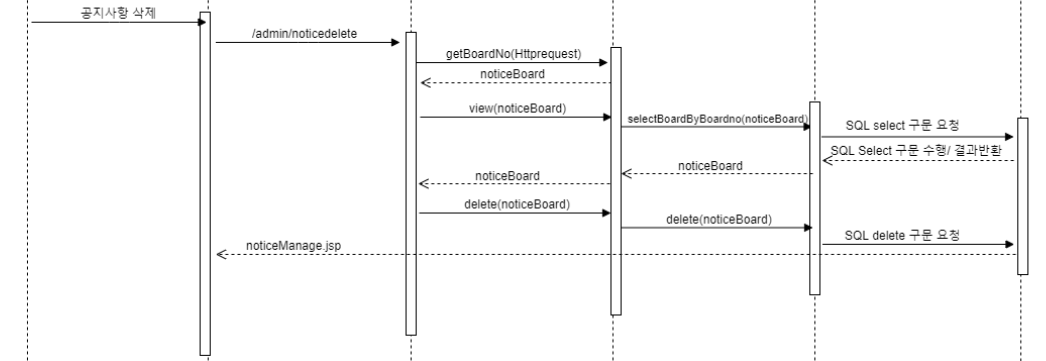 공지사항 삭제
/admin/noticedelete
getBoardNo(Httprequest)
noticeBoard
view(noticeBoard)
selectBoardByBoardno(noticeBoard)
SQL select 구문 요청
SQL Select 구문 수행/ 결과반환
noticeBoard
noticeBoard
delete(noticeBoard)
delete(noticeBoard)
SQL delete 구문 요청
noticeManage.jsp